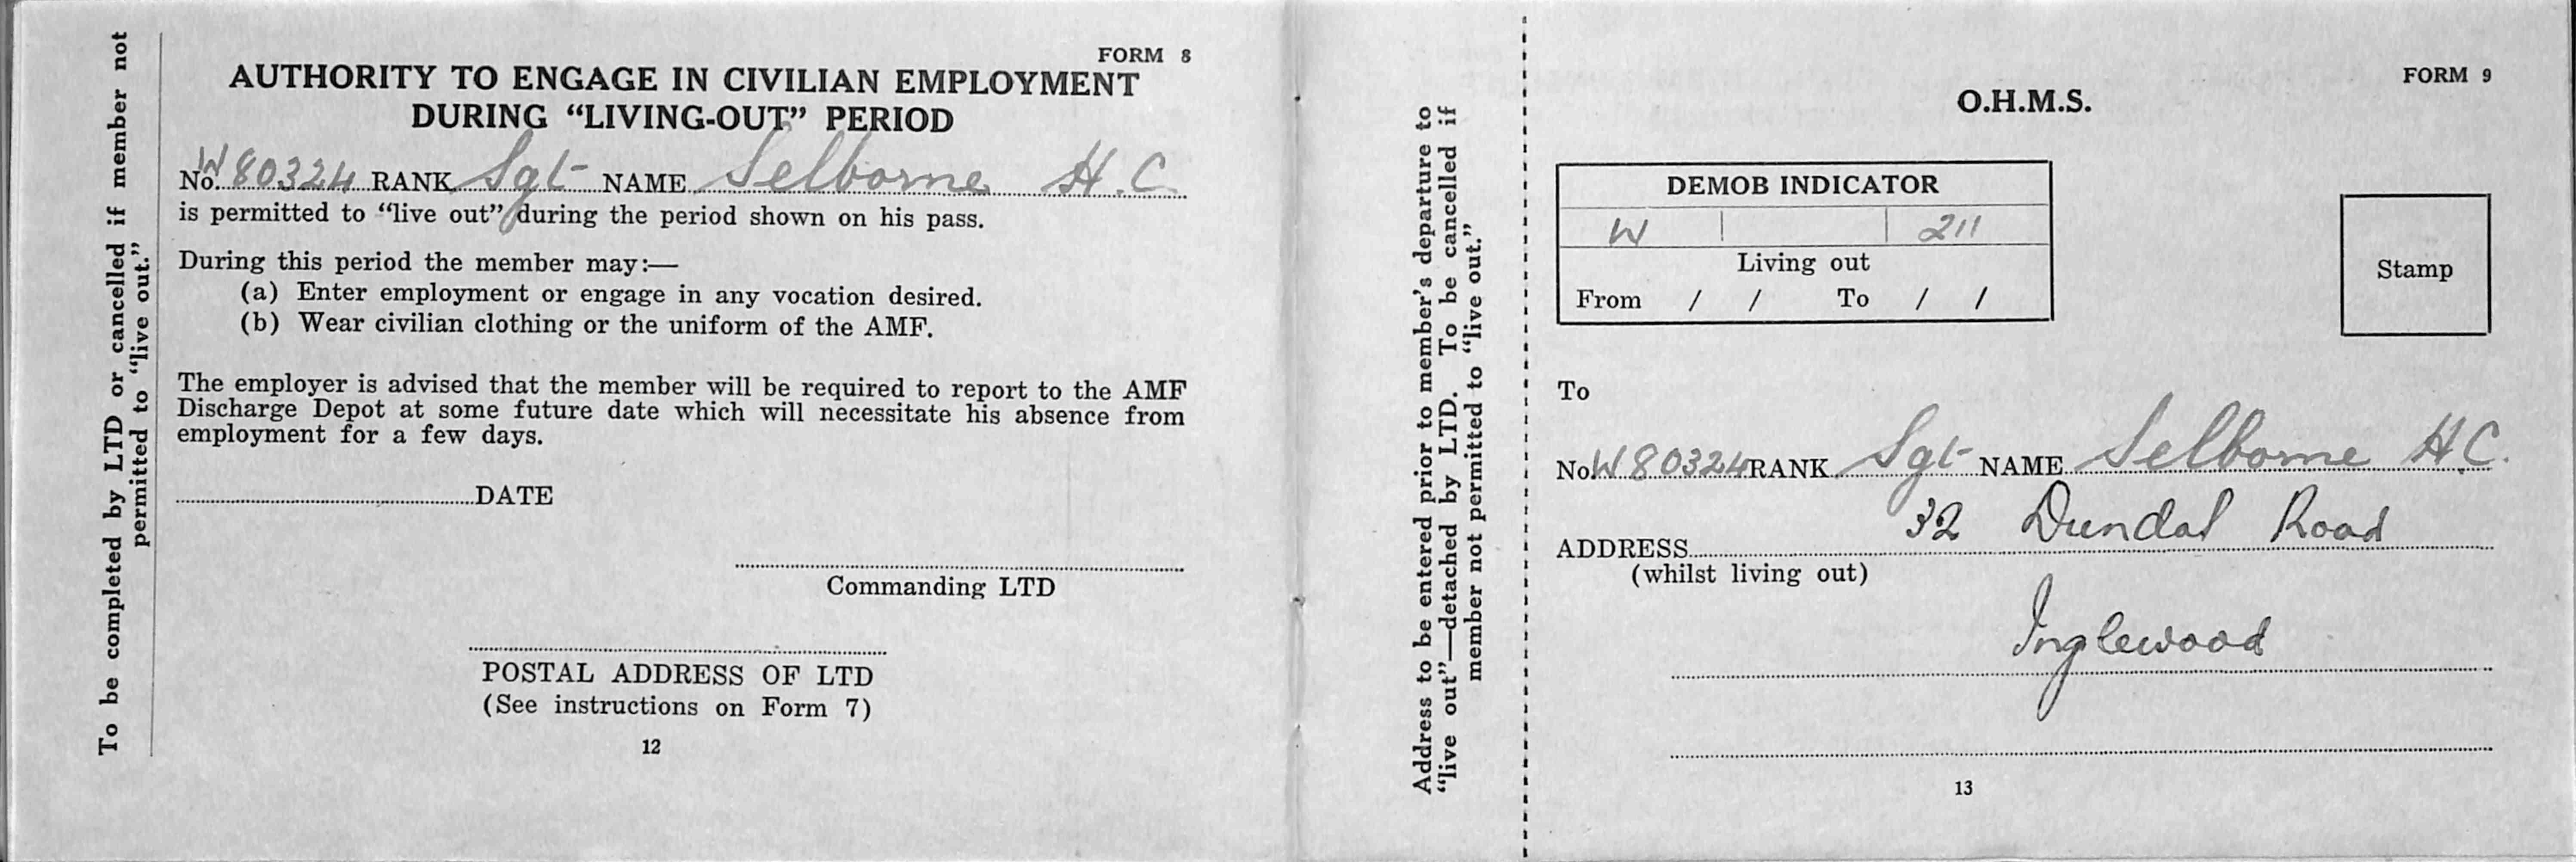 To be completed by LTD or cancelled if member not
permitted to “live out.”
FORM 8
AUTHORITY TO ENGAGE IN CIVILIAN EMPLOYMENT
DURING “LIVING-OUT” PERIOD
No. W80324 RANK Sgt NAME Selborne H.C.
is permitted to “live out” during the period shown on his pass.
During this period the member may:—
(a) Enter employment or engage in any vocation desired.
(b) Wear civilian clothing or the uniform of the AMF.
The employer is advised that the member will be required to report to the AMF
Discharge Depot at some future date which will necessitate his absence from
employment for a few days.
DATE
Commanding LTD
POSTAL ADDRESS OF LTD
(See instructions on Form 7)
12
Address to be entered prior to member's departure to
“live out”—detached by LTD. To be cancelled if
member not permitted to “live out.”
FORM 9
O.H.M.S.
DEMOB INDICATOR
W 211
Living out
From / / To / /
Stamp
To
No. W80324 RANK Sgt NAME Selborne H.C.
32 Dundas Road
ADDRESS
(whilst living out)
Inglewood
13